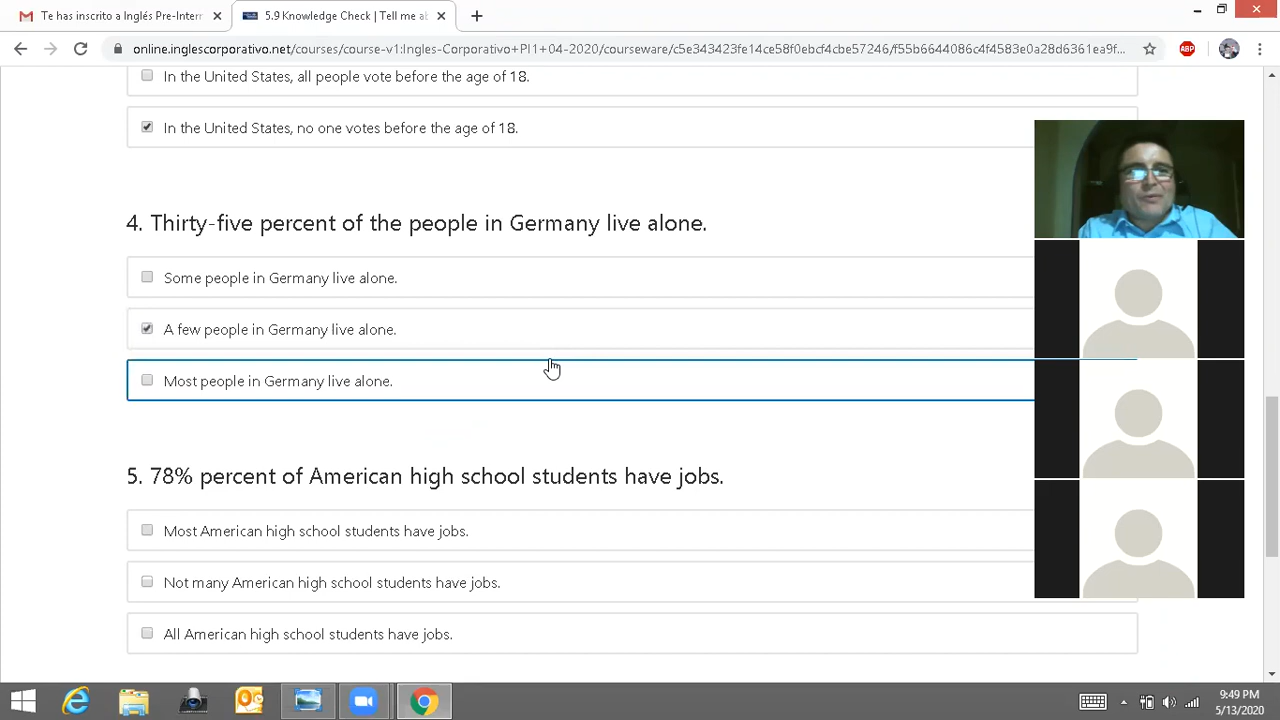 Te has inscrito a Inglés Pre-Interm
5.9 Knowledge Check | Tell me ab
online.inglescorporativo.net/courses/course-v1:Ingles-Corporativo+PI1+04-2020/courseware/c5e343423fe14ce58f0ebcf4cbe57246/f55b6644086c4f4583e0a28d6361ea9f...
ABP
In the United States, all people vote before the age of 18.
In the United States, no one votes before the age of 18.
4. Thirty-five percent of the people in Germany live alone.
Some people in Germany live alone.
A few people in Germany live alone.
Most people in Germany live alone.
5. 78% percent of American high school students have jobs.
Most American high school students have jobs.
Not many American high school students have jobs.
All American high school students have jobs.
9:49 PM
5/13/2020